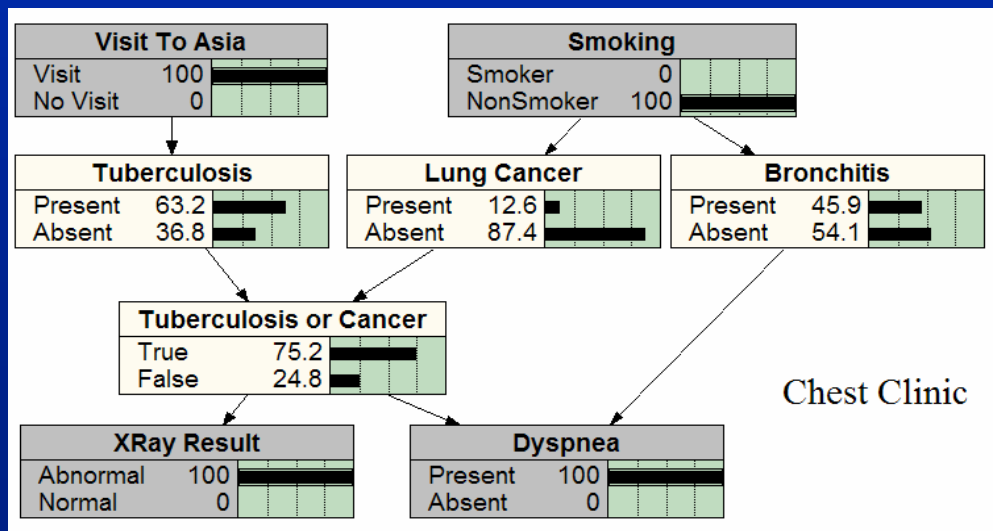 Visit To Asia
Visit 100
No Visit 0
Smoking
Smoker 0
NonSmoker 100
Tuberculosis
Present 63.2
Absent 36.8
Lung Cancer
Present 12.6
Absent 87.4
Bronchitis
Present 45.9
Absent 54.1
Tuberculosis or Cancer
True 75.2
False 24.8
Chest Clinic
XRay Result
Abnormal 100
Normal 0
Dyspnea
Present 100
Absent 0